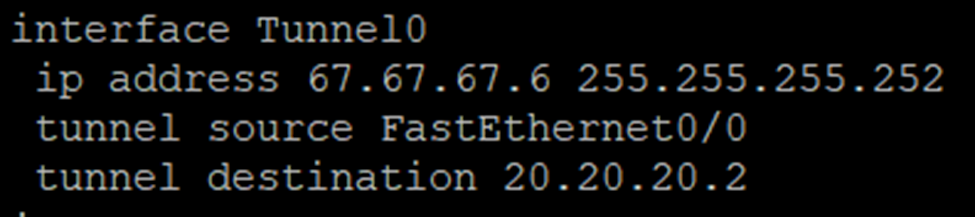 interface Tunnel0
ip address 67.67.67.6 255.255.255.252
tunnel source FastEthernet0/0
tunnel destination 20.20.20.2